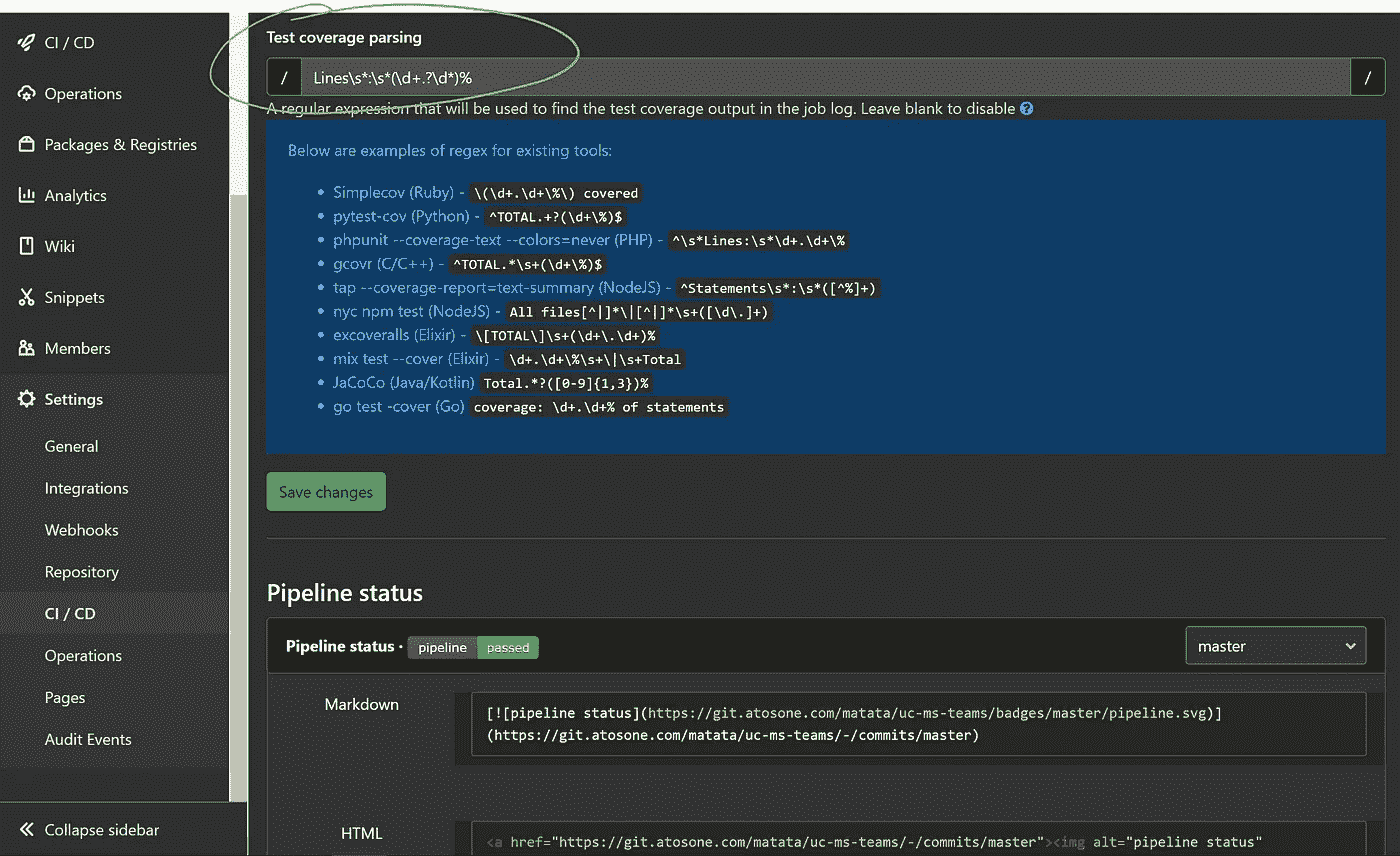 CI / CD
Operations
Packages & Registries
Analytics
Wiki
Snippets
Members
Settings
General
Integrations
Webhooks
Repository
CI / CD
Operations
Pages
Audit Events
Collapse sidebar
Test coverage parsing
/ Lines\s*:\s*(\d+.?\d*)% /
A regular expression that will be used to find the test coverage output in the job log. Leave blank to disable ?
Below are examples of regex for existing tools:
• Simplecov (Ruby) - \(\d+.\d+\%\) covered
• pytest-cov (Python) - ^TOTAL.+?(\d+\%)$
• phpunit --coverage-text --colors=never (PHP) - ^\s*Lines:\s*\d+.\d+\%
• gcovr (C/C++) - ^TOTAL.*\s+(\d+\%)$
• tap --coverage-report=text-summary (NodeJS) - ^Statements\s*:\s*([^%]+)
• nyc npm test (NodeJS) - All files[^|]*\|[^|]*\s+([\d\.]+)
• excoveralls (Elixir) - \[TOTAL\]\s+(\d+\.\d+)%
• mix test --cover (Elixir) - \d+.\d+\%\s+\|\s+Total
• JaCoCo (Java/Kotlin) Total.*?([0-9]{1,3})%
• go test -cover (Go) coverage: \d+.\d+% of statements
Save changes
Pipeline status
Pipeline status · pipeline passed master
Markdown
[![pipeline status](https://git.atosone.com/matata/uc-ms-teams/badges/master/pipeline.svg)]
(https://git.atosone.com/matata/uc-ms-teams/-/commits/master)
HTML
<a href="https://git.atosone.com/matata/uc-ms-teams/-/commits/master"><img alt="pipeline status"